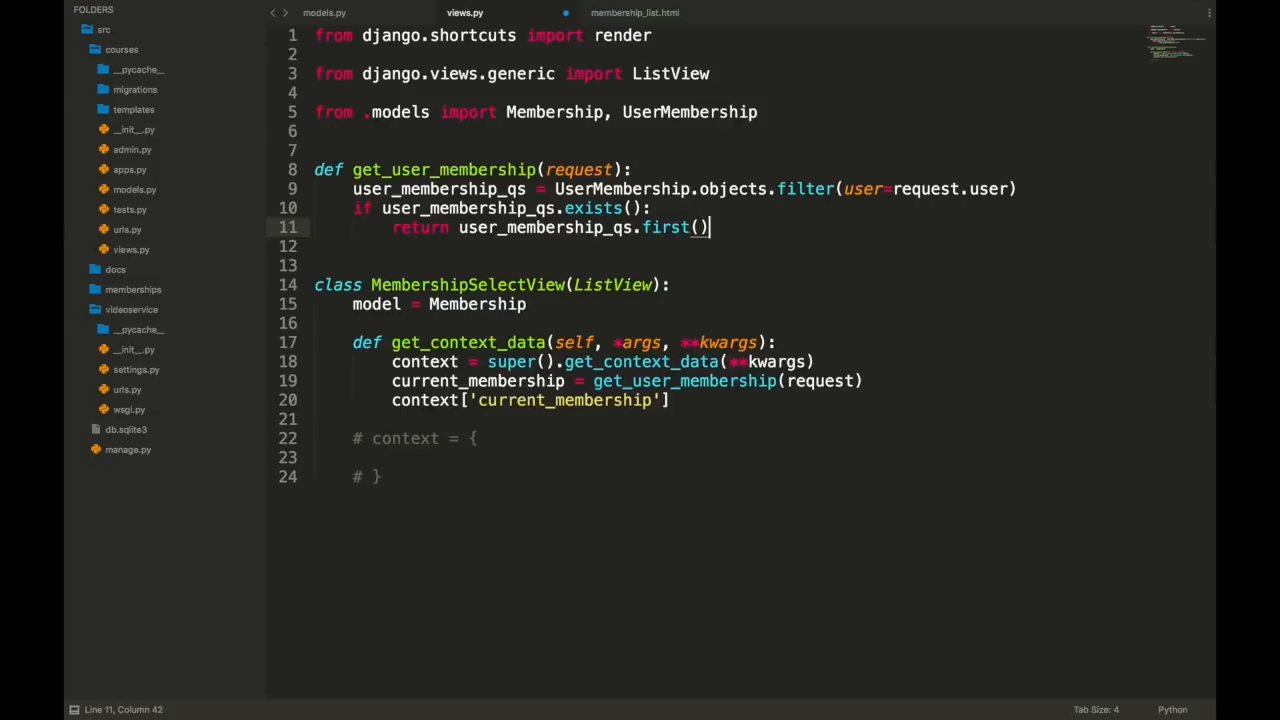 FOLDERS
src
courses
__pycache__
migrations
templates
__init__.py
admin.py
apps.py
models.py
tests.py
urls.py
views.py
docs
memberships
videoservice
__pycache__
__init__.py
settings.py
urls.py
wsgi.py
db.sqlite3
manage.py
models.py views.py membership_list.html
1 from django.shortcuts import render
2
3 from django.views.generic import ListView
4
5 from .models import Membership, UserMembership
6
7
8 def get_user_membership(request):
9 user_membership_qs = UserMembership.objects.filter(user=request.user)
10 if user_membership_qs.exists():
11 return user_membership_qs.first()
12
13
14 class MembershipSelectView(ListView):
15 model = Membership
16
17 def get_context_data(self, *args, **kwargs):
18 context = super().get_context_data(**kwargs)
19 current_membership = get_user_membership(request)
20 context['current_membership']
21
22 # context = {
23
24 # }
Line 11, Column 42
Tab Size: 4 Python